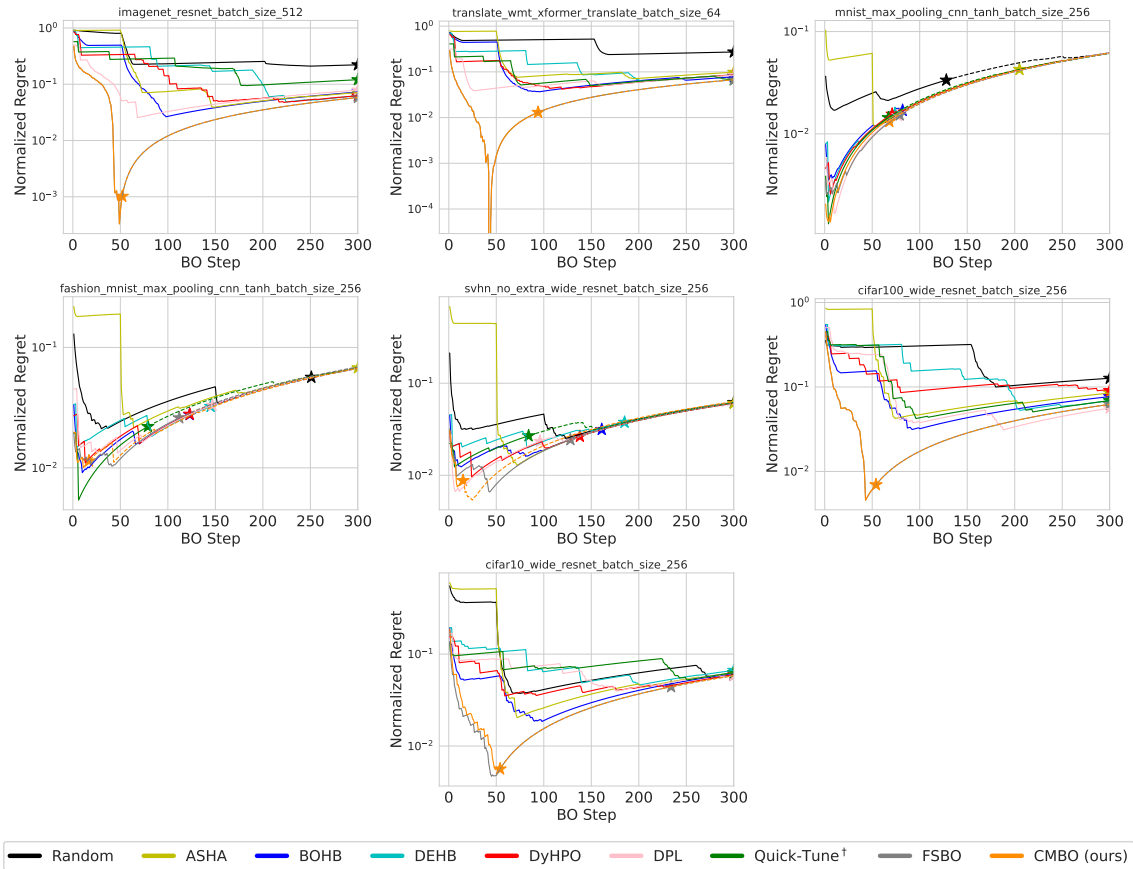 imagenet_resnet_batch_size_512
translate_wmt_xformer_translate_batch_size_64
mnist_max_pooling_cnn_tanh_batch_size_256
Normalized Regret
10⁰
10⁻¹
10⁻²
10⁻³
0 50 100 150 200 250 300
BO Step
Normalized Regret
10⁰
10⁻¹
10⁻²
10⁻³
10⁻⁴
0 50 100 150 200 250 300
BO Step
Normalized Regret
10⁻¹
10⁻²
0 50 100 150 200 250 300
BO Step
fashion_mnist_max_pooling_cnn_tanh_batch_size_256
svhn_no_extra_wide_resnet_batch_size_256
cifar100_wide_resnet_batch_size_256
Normalized Regret
10⁻¹
10⁻²
0 50 100 150 200 250 300
BO Step
Normalized Regret
10⁻¹
10⁻²
0 50 100 150 200 250 300
BO Step
Normalized Regret
10⁰
10⁻¹
10⁻²
0 50 100 150 200 250 300
BO Step
cifar10_wide_resnet_batch_size_256
Normalized Regret
10⁻¹
10⁻²
0 50 100 150 200 250 300
BO Step
Random ASHA BOHB DEHB DyHPO DPL Quick-Tune† FSBO CMBO (ours)